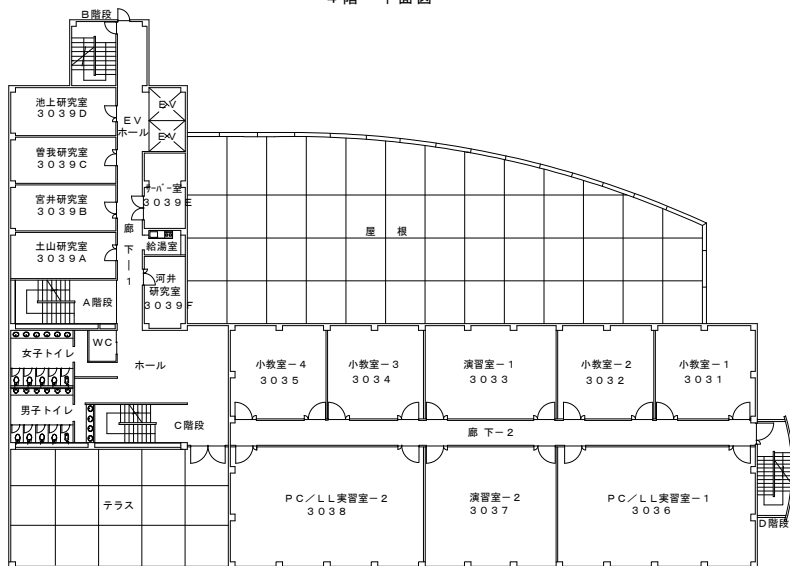 4階 平面図
B階段
池上研究室
3039D
EV
ホール
EV
EV
曽我研究室
3039C
宮井研究室
3039B
サーバー室
3039E
土山研究室
3039A
廊下ー1
給湯室
屋 根
河井
研究室
3039F
A階段
WC
女子トイレ
ホール
男子トイレ
C階段
小教室ー4
3035
小教室ー3
3034
演習室ー1
3033
小教室ー2
3032
小教室ー1
3031
廊 下ー2
テラス
PC/LL実習室ー2
3038
演習室ー2
3037
PC/LL実習室ー1
3036
D階段